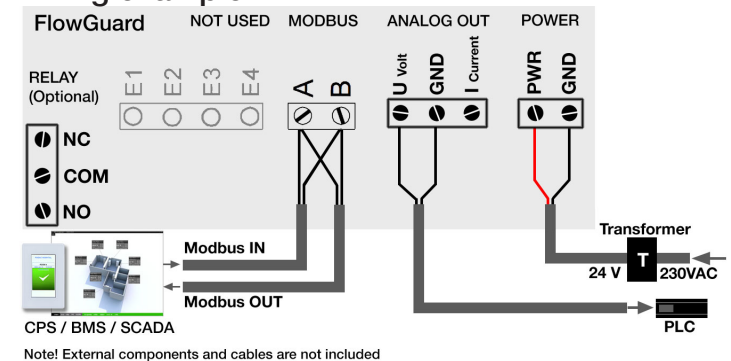 FlowGuard
NOT USED
MODBUS
ANALOG OUT
POWER
RELAY
(Optional)
E1
E2
E3
E4
A
B
U Volt
GND
I Current
PWR
GND
NC
COM
NO
Modbus IN
Modbus OUT
Transformer
T
24 V
230VAC
PLC
CPS / BMS / SCADA
Note! External components and cables are not included